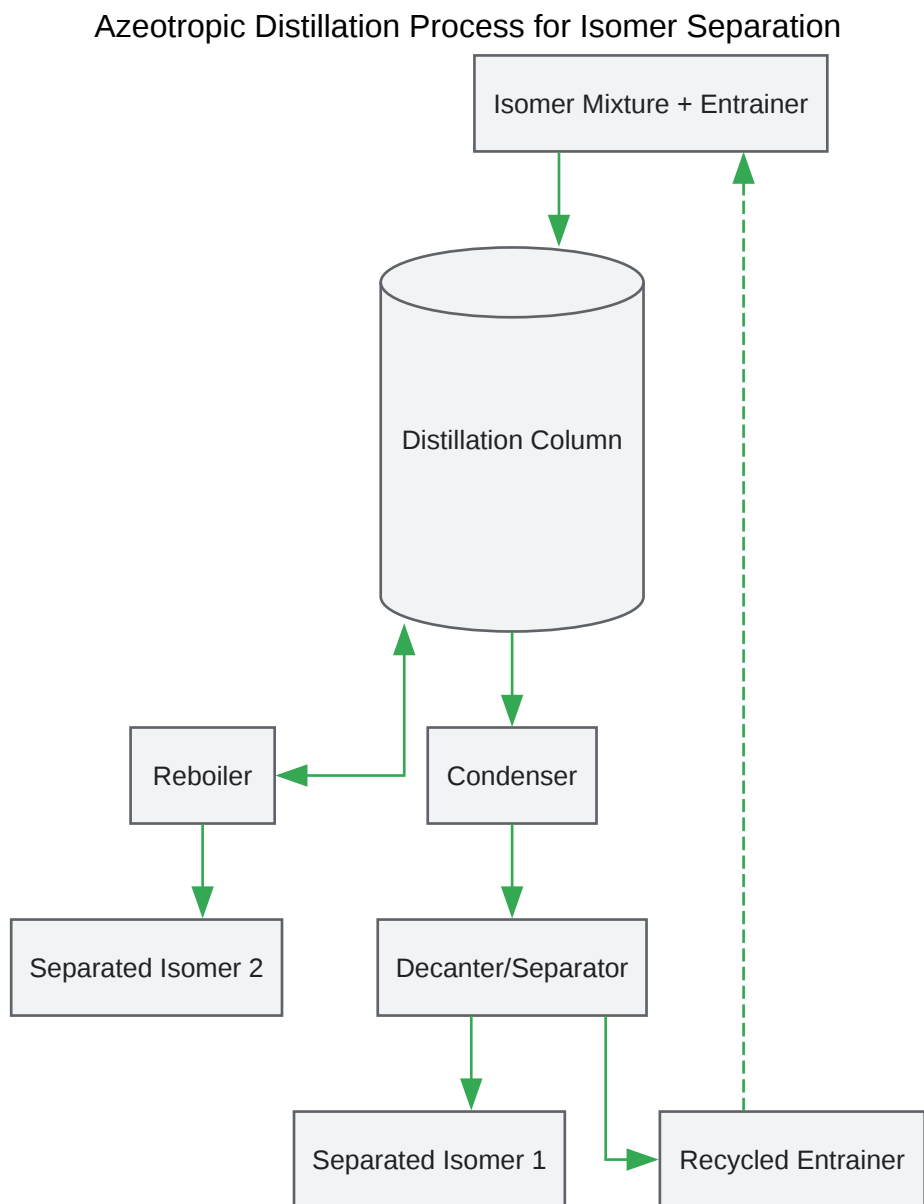 Azeotropic Distillation Process for Isomer Separation
Isomer Mixture + Entrainer
Distillation Column
Reboiler
Condenser
Separated Isomer 2
Decanter/Separator
Separated Isomer 1
Recycled Entrainer